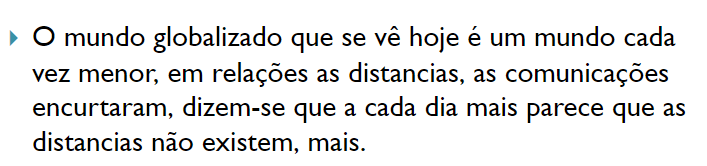 O mundo globalizado que se vê hoje é um mundo cada
vez menor, em relações as distancias, as comunicações
encurtaram, dizem-se que a cada dia mais parece que as
distancias não existem, mais.